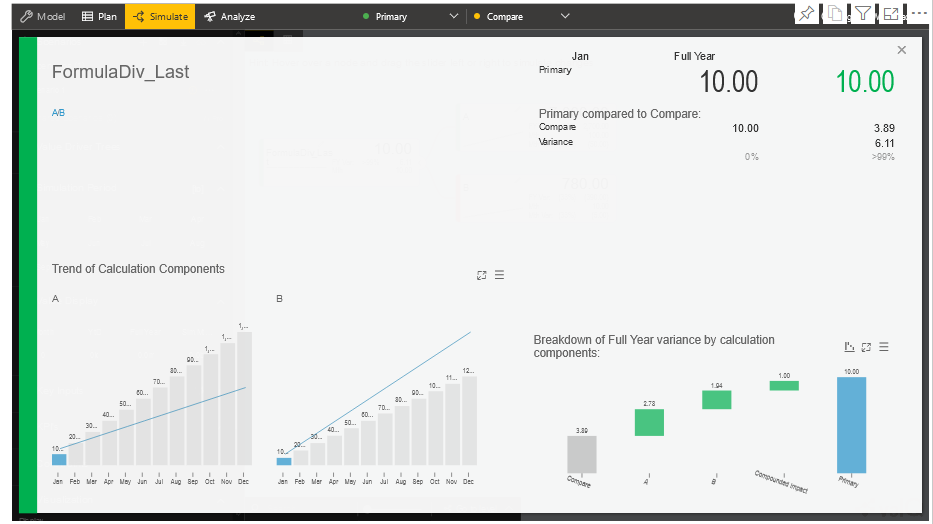 Model Plan Simulate Analyze Primary Compare
FormulaDiv_Last
A/B
Jan Full Year
Primary
10.00 10.00
Primary compared to Compare:
Compare 10.00 3.89
Variance 6.11
0% >99%
Trend of Calculation Components
A
10... 20... 30... 40... 50... 60... 70... 80... 90... 1,... 1,... 1,...
Jan Feb Mar Apr May Jun Jul Aug Sep Oct Nov Dec
B
10... 20... 30... 40... 50... 60... 70... 80... 90... 10... 11... 12...
Jan Feb Mar Apr May Jun Jul Aug Sep Oct Nov Dec
Breakdown of Full Year variance by calculation
components:
3.89 2.73 1.94 1.00 10.00
Compare A B Compounded Impact Primary